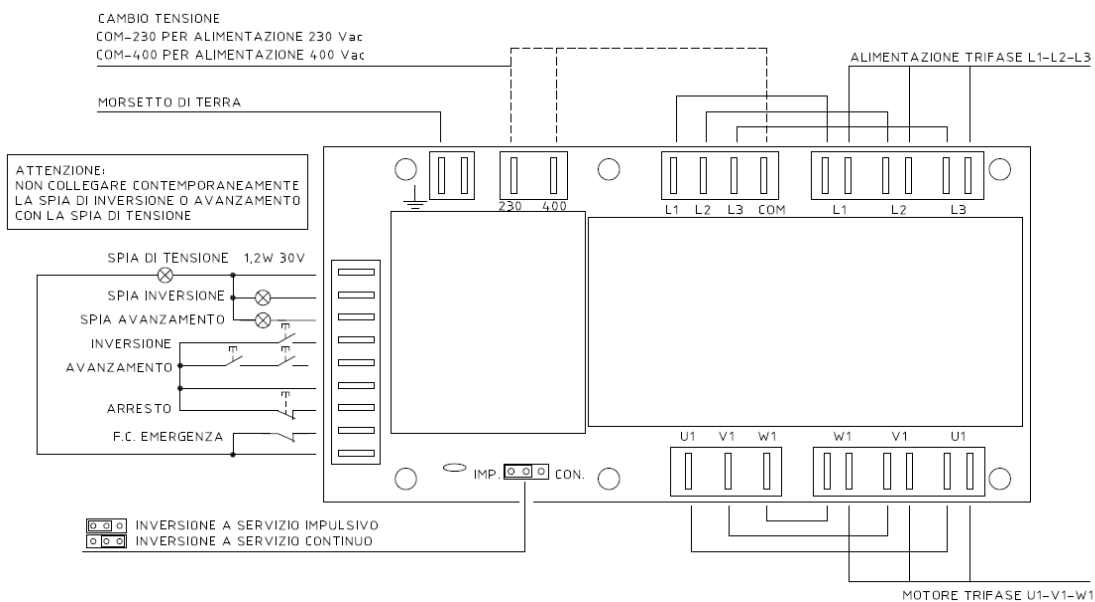 CAMBIO TENSIONE
COM-230 PER ALIMENTAZIONE 230 Vac
COM-400 PER ALIMENTAZIONE 400 Vac
ALIMENTAZIONE TRIFASE L1-L2-L3
MORSETTO DI TERRA
ATTENZIONE:
NON COLLEGARE CONTEMPORANEAMENTE
LA SPIA DI INVERSIONE O AVANZAMENTO
CON LA SPIA DI TENSIONE
230 400
L1 L2 L3 COM
L1 L2 L3
SPIA DI TENSIONE 1,2W 30V
SPIA INVERSIONE
SPIA AVANZAMENTO
INVERSIONE
AVANZAMENTO
ARRESTO
F.C. EMERGENZA
U1 V1 W1
W1 V1 U1
IMP. CON.
INVERSIONE A SERVIZIO IMPULSIVO
INVERSIONE A SERVIZIO CONTINUO
MOTORE TRIFASE U1-V1-W1